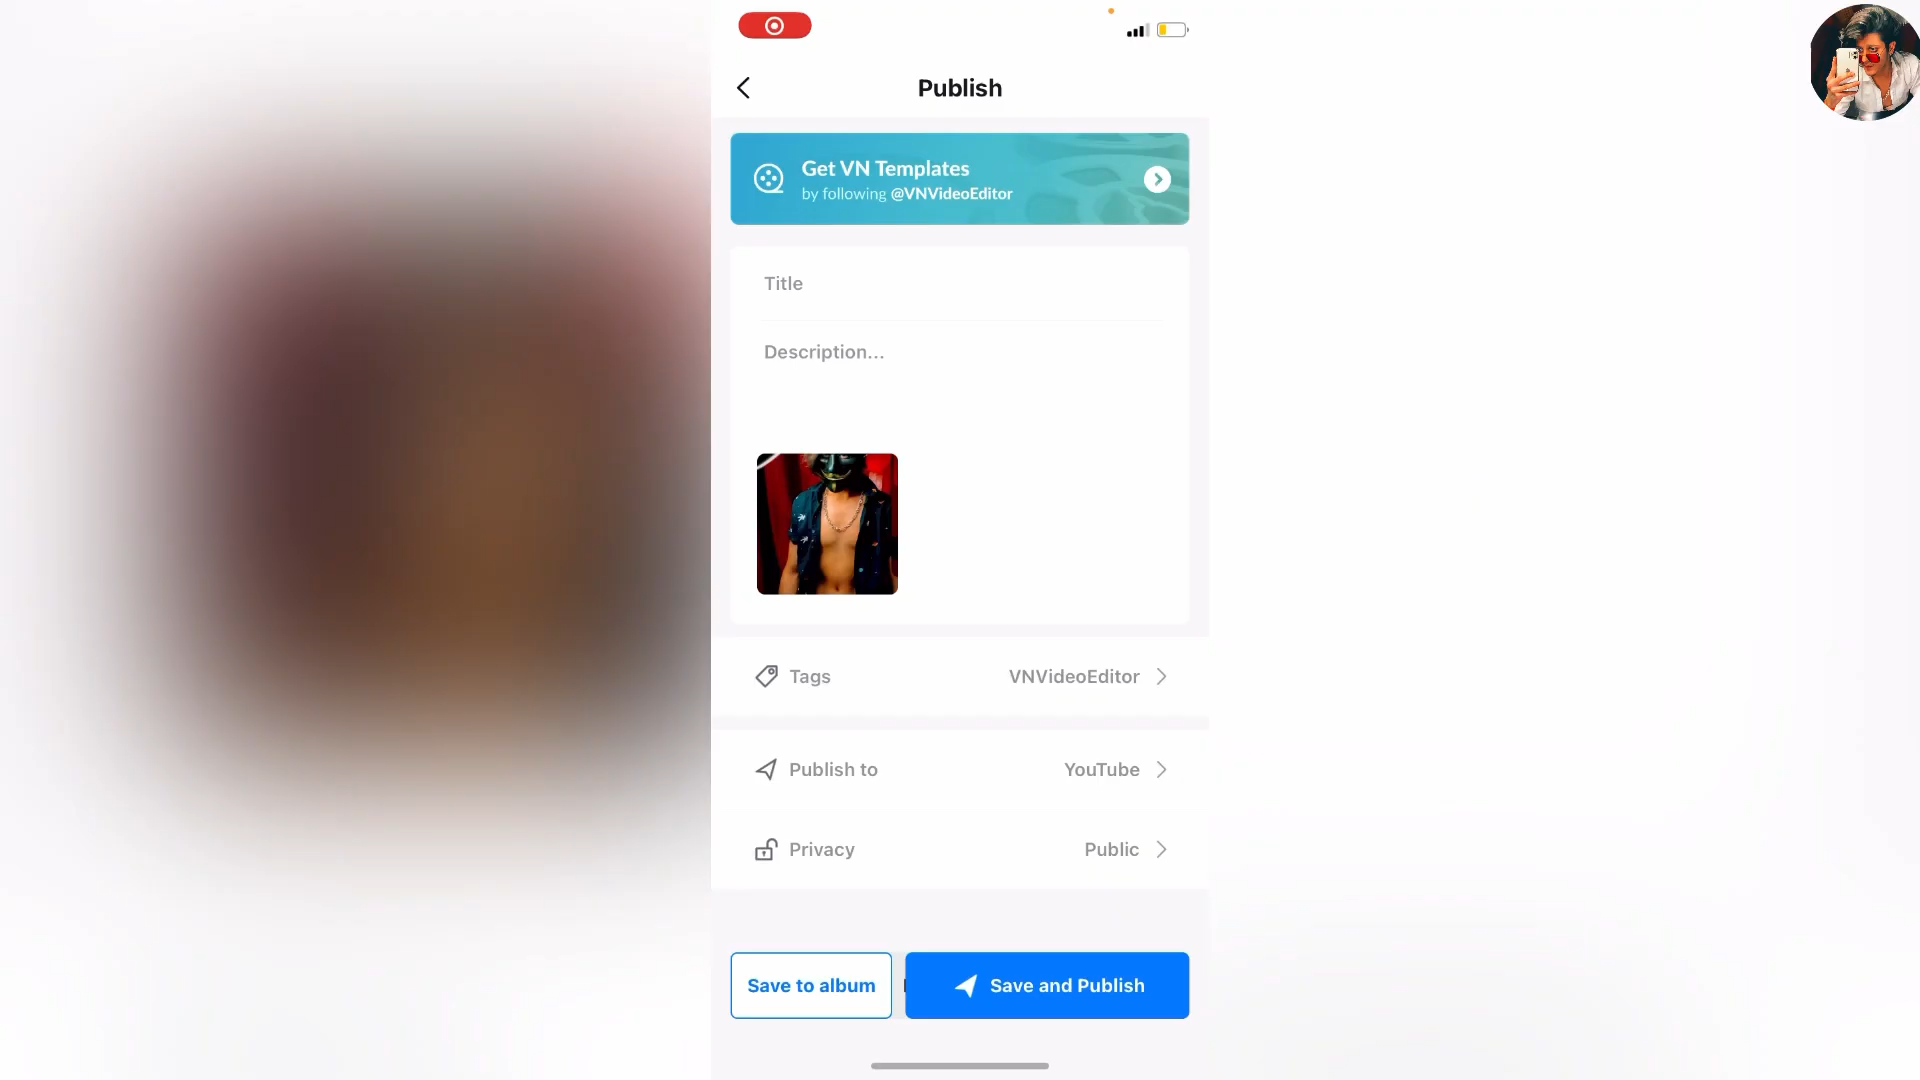 Publish
Get VN Templates
by following @VNVideoEditor
Title
Description...
Tags VNVideoEditor
Publish to YouTube
Privacy Public
Save to album
Save and Publish